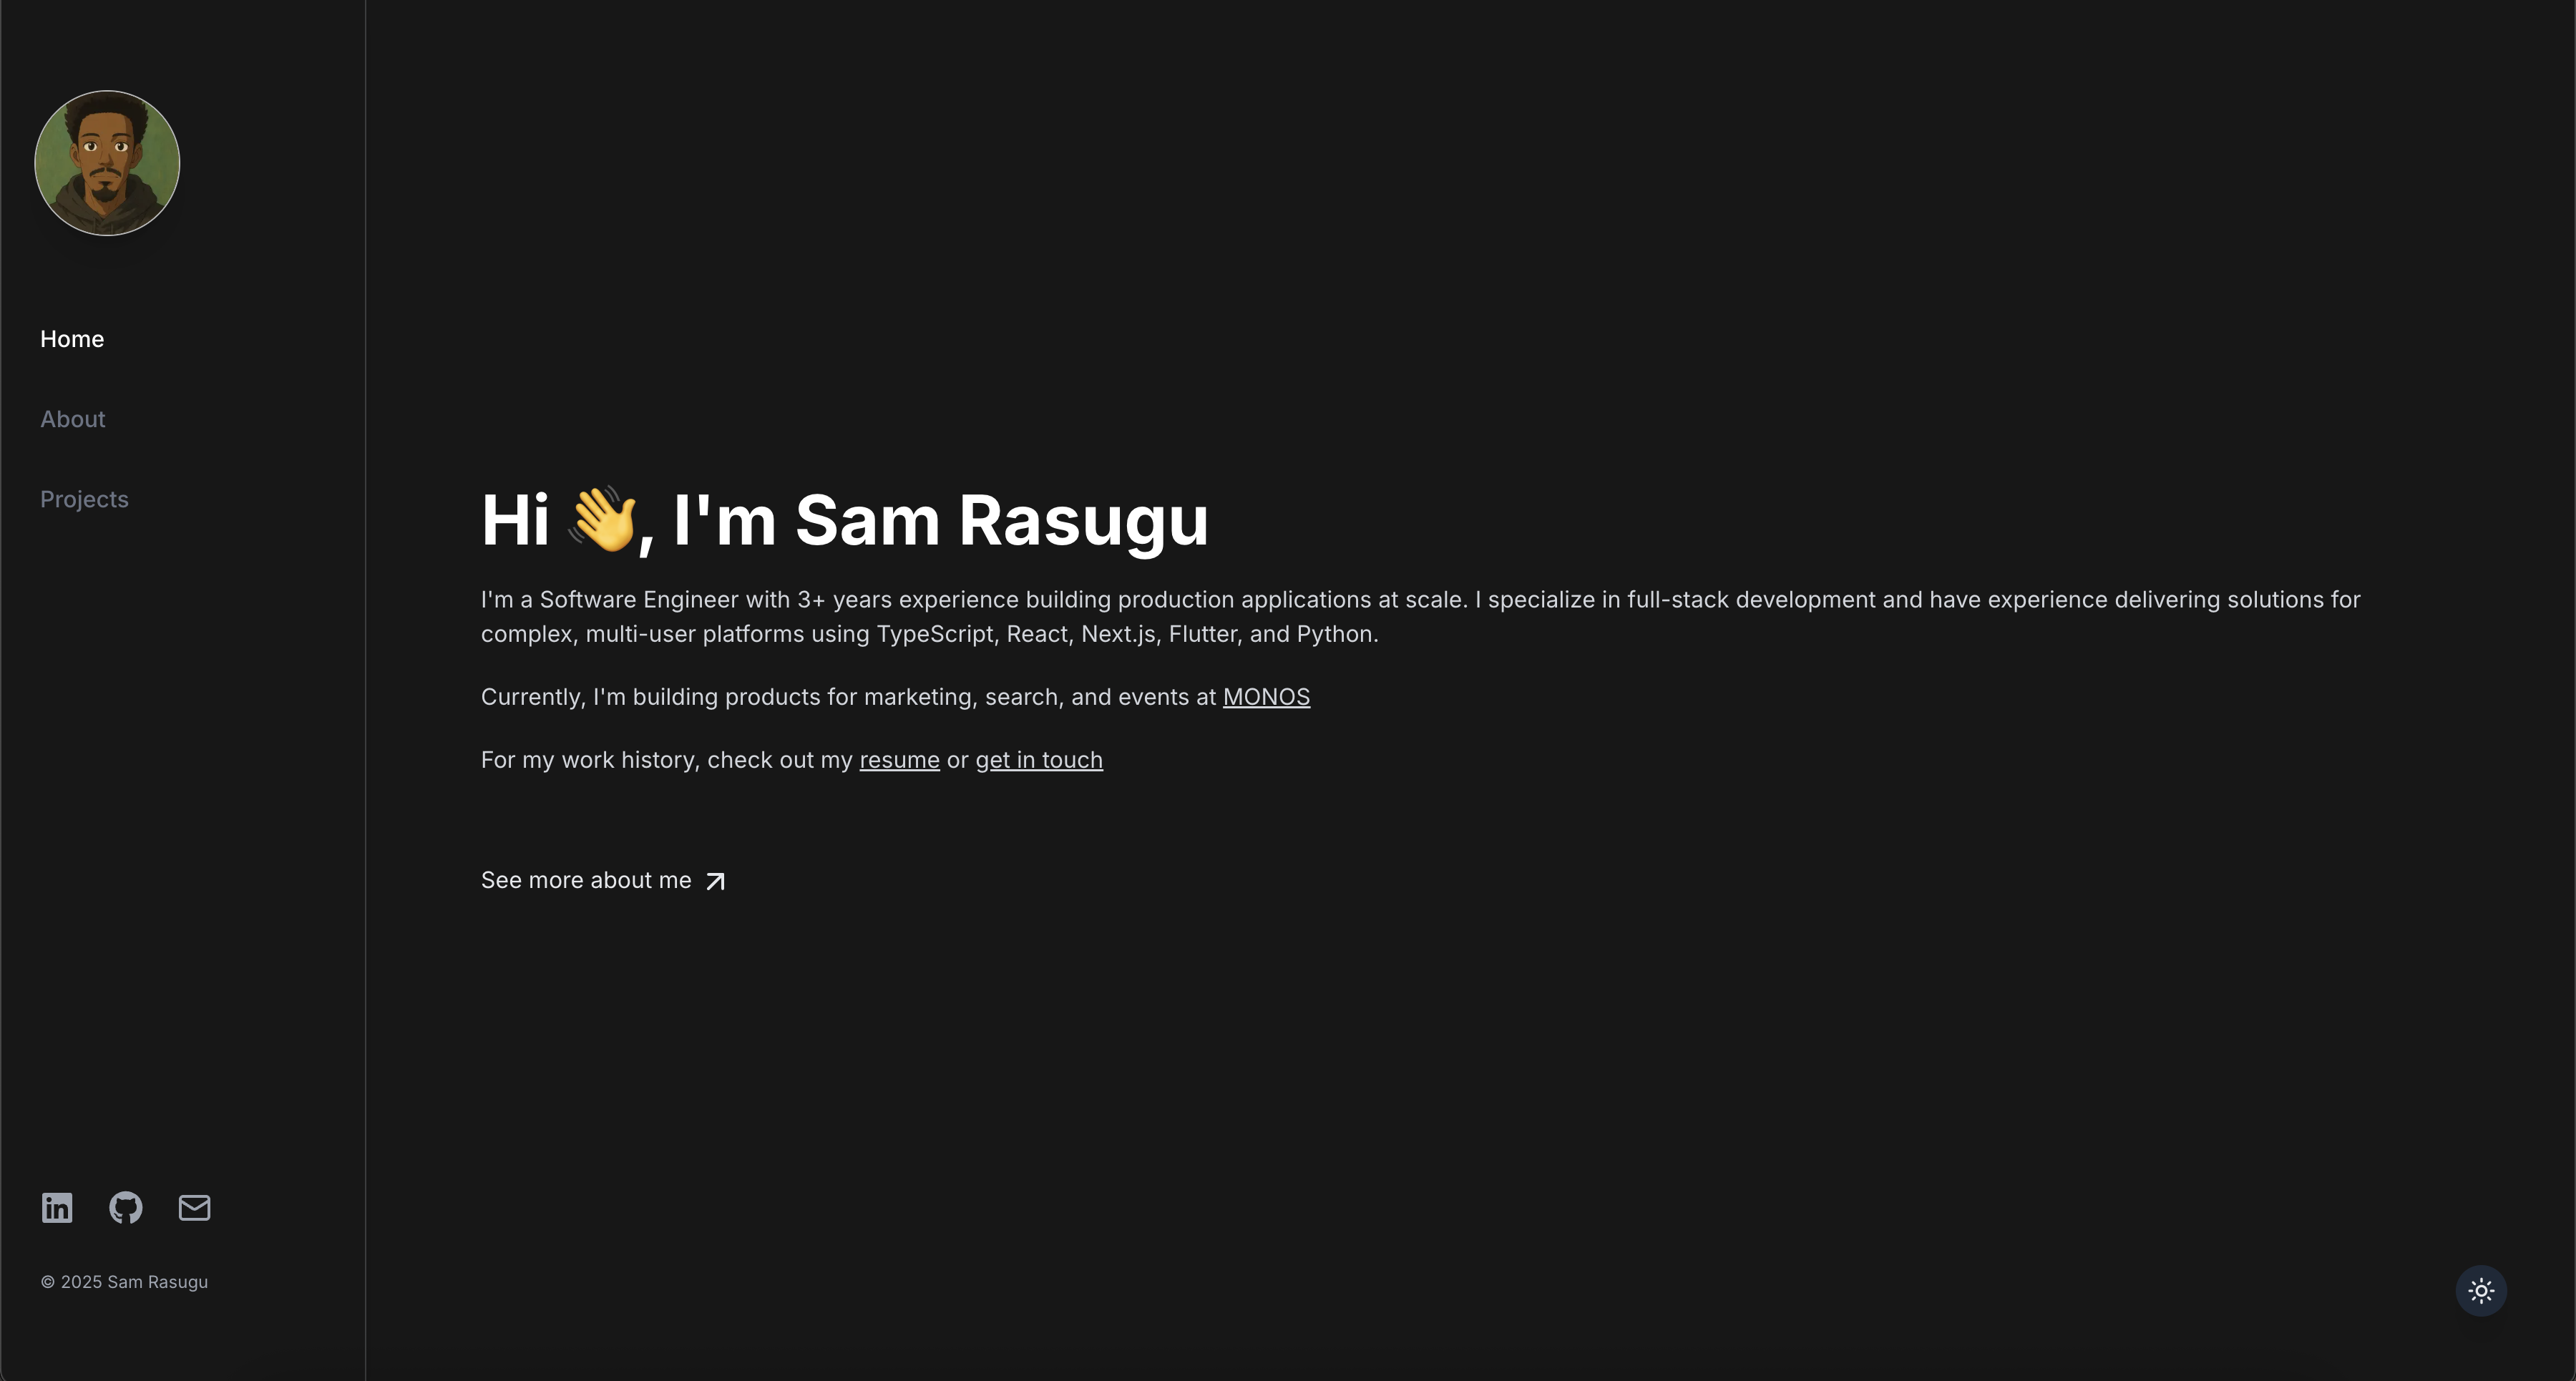 Home
About
Projects
Hi 👋, I'm Sam Rasugu
I'm a Software Engineer with 3+ years experience building production applications at scale. I specialize in full-stack development and have experience delivering solutions for
complex, multi-user platforms using TypeScript, React, Next.js, Flutter, and Python.
Currently, I'm building products for marketing, search, and events at MONOS
For my work history, check out my resume or get in touch
See more about me
in
© 2025 Sam Rasugu